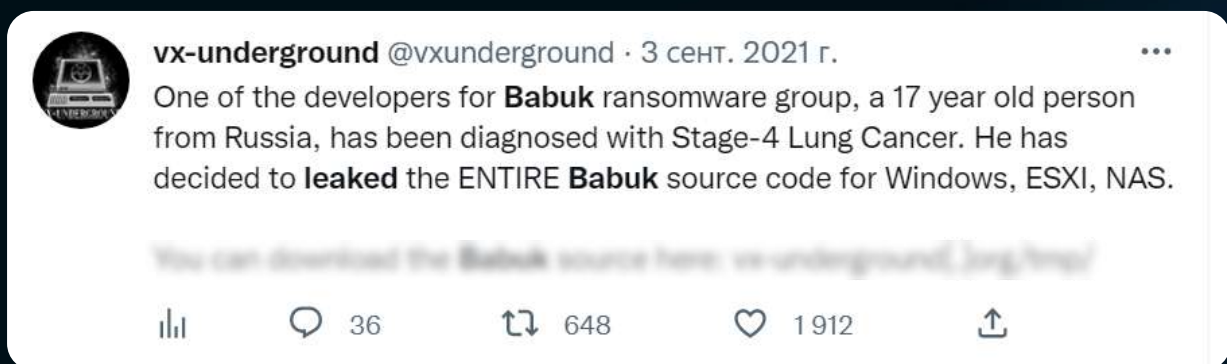 vx-underground @vxunderground · 3 сент. 2021 г.
One of the developers for Babuk ransomware group, a 17 year old person
from Russia, has been diagnosed with Stage-4 Lung Cancer. He has
decided to leaked the ENTIRE Babuk source code for Windows, ESXI, NAS.
36 648 1 912